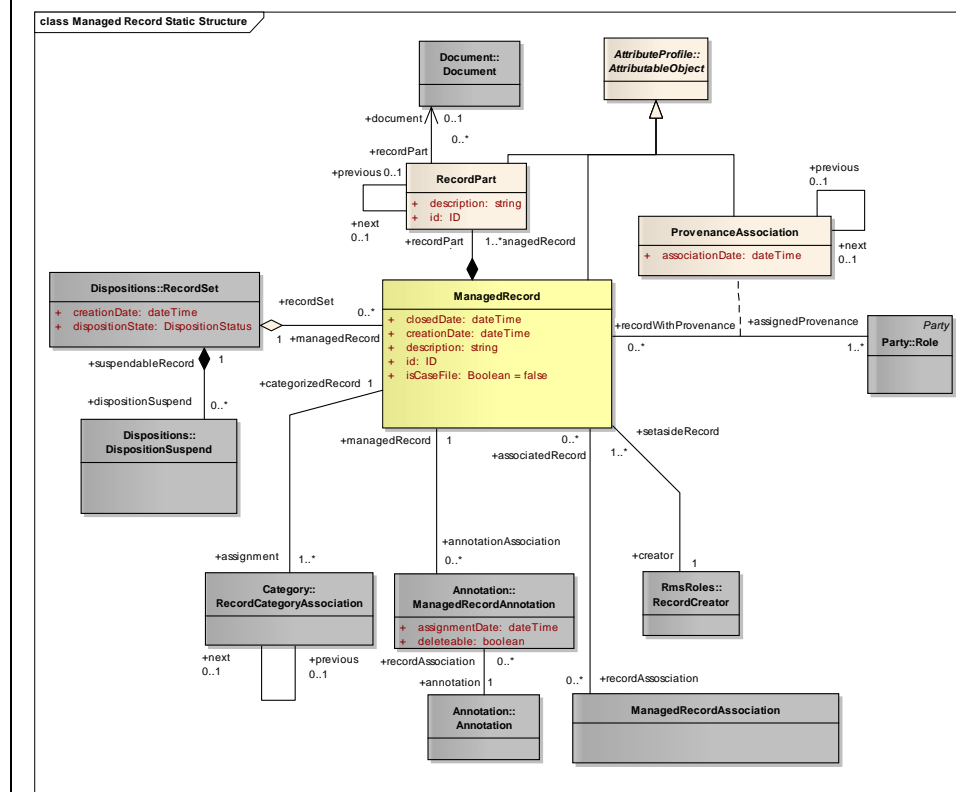 class Managed Record Static Structure
Document::
Document
AttributeProfile::
AttributableObject
+document
0..1
0..*
+recordPart
+previous 0..1
RecordPart
+ description: string
+ id: ID
+next
0..1
+recordPart
1..*
anagedRecord
+previous
0..1
ProvenanceAssociation
+ associationDate: dateTime
+next
0..1
Dispositions::RecordSet
+ creationDate: dateTime
+ dispositionState: DispositionStatus
+recordSet
0..*
1
+managedRecord
ManagedRecord
+ closedDate: dateTime
+ creationDate: dateTime
+ description: string
+ id: ID
+ isCaseFile: Boolean = false
+recordWithProvenance
0..*
+assignedProvenance
1..*
Party
Party::Role
+suspendableRecord
1
+dispositionSuspend
0..*
Dispositions::
DispositionSuspend
+categorizedRecord
1
+managedRecord
1
0..*
+associatedRecord
+setasideRecord
1..*
+assignment
1..*
+annotationAssociation
0..*
+creator
1
Category::
RecordCategoryAssociation
+next
0..1
+previous
0..1
Annotation::
ManagedRecordAnnotation
+ assignmentDate: dateTime
+ deleteable: boolean
RmsRoles::
RecordCreator
+recordAssociation
0..*
+annotation
1
0..*
+recordAssosciation
Annotation::
Annotation
ManagedRecordAssociation